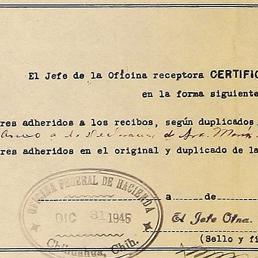 El Jefe de la Oficina receptora CERTIFIC
en la forma siguiente
res adheridos a los recibos, según duplicados
a
res adheridos en el original y duplicado de la
OFICINA FEDERAL DE HACIENDA
DIC 31 1945
Chihuahua, Chih.
a de
El Jefe Ofna.
(Sello y fi